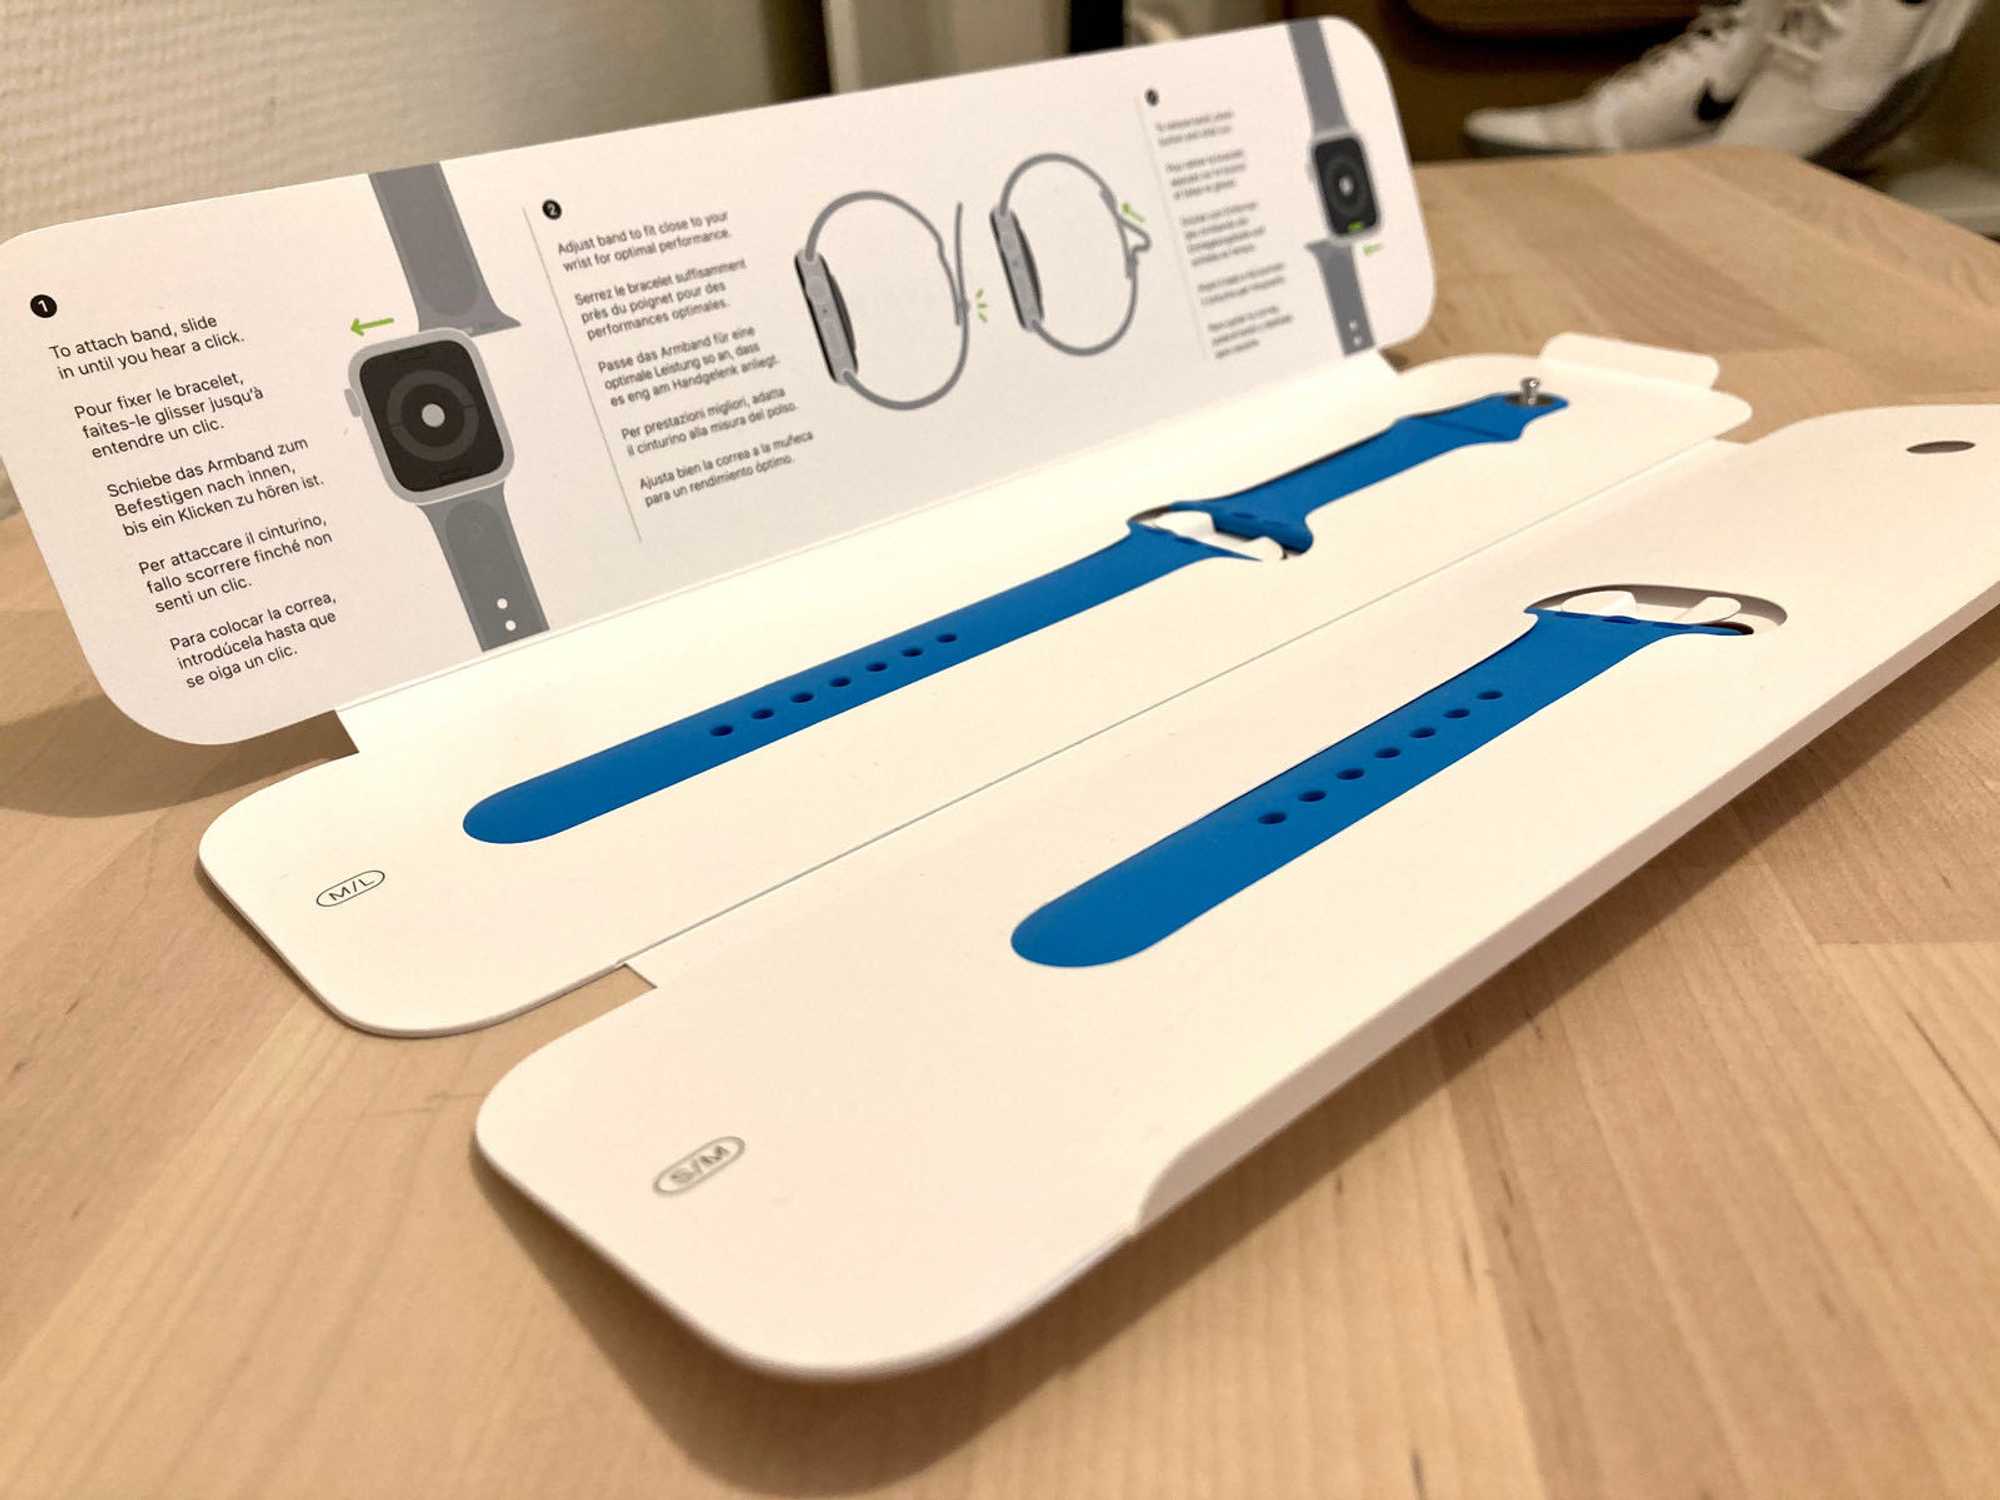 1
To attach band, slide
in until you hear a click.
Pour fixer le bracelet,
faites-le glisser jusqu'à
entendre un clic.
Schiebe das Armband zum
Befestigen nach innen,
bis ein Klicken zu hören ist.
Per attaccare il cinturino,
fallo scorrere finché non
senti un clic.
Para colocar la correa,
introdúcela hasta que
se oiga un clic.
2
Adjust band to fit close to your
wrist for optimal performance.
Serrez le bracelet suffisamment
près du poignet pour des
performances optimales.
Passe das Armband für eine
optimale Leistung so an, dass
es eng am Handgelenk anliegt.
Per prestazioni migliori, adatta
il cinturino alla misura del polso.
Ajusta bien la correa a la muñeca
para un rendimiento óptimo.
M/L
S/M